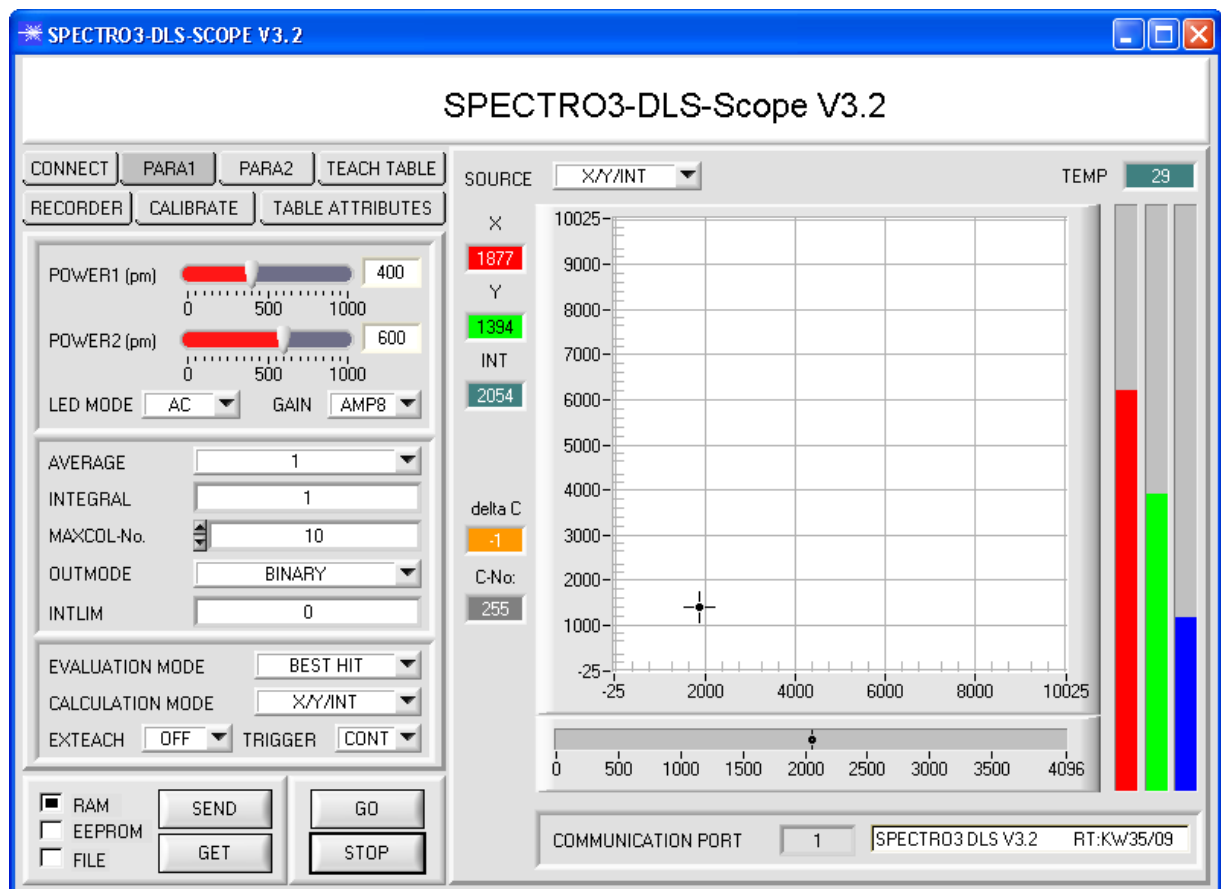 SPECTRO3-DLS-SCOPE V3.2
SPECTRO3-DLS-Scope V3.2
CONNECT PARA1 PARA2 TEACH TABLE
RECORDER CALIBRATE TABLE ATTRIBUTES
POWER1 (pm) 400
0 500 1000
POWER2 (pm) 600
0 500 1000
LED MODE AC GAIN AMP8
AVERAGE 1
INTEGRAL 1
MAXCOL-No. 10
OUTMODE BINARY
INTLIM 0
EVALUATION MODE BEST HIT
CALCULATION MODE X/Y/INT
EXTEACH OFF TRIGGER CONT
RAM
EEPROM
FILE
SEND
GET
GO
STOP
SOURCE X/Y/INT TEMP 29
X
1877
Y
1394
INT
2054
delta C
-1
C-No:
255
10025
9000
8000
7000
6000
5000
4000
3000
2000
1000
-25
-25 2000 4000 6000 8000 10025
0 500 1000 1500 2000 2500 3000 3500 4096
COMMUNICATION PORT 1 SPECTRO3 DLS V3.2 RT:KW35/09